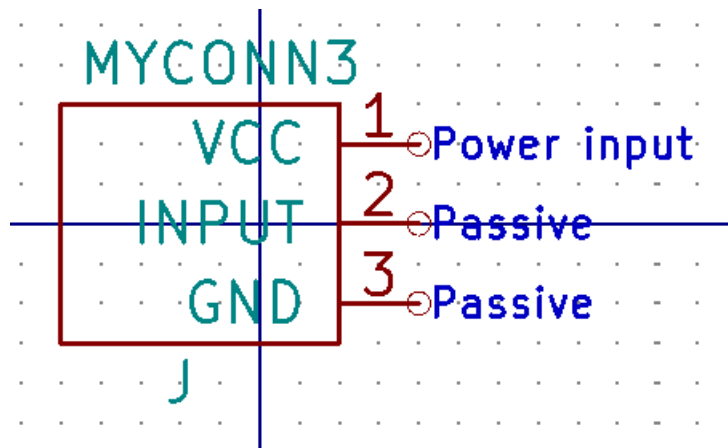 MYCONN3
VCC 1 Power input
INPUT 2 Passive
GND 3 Passive
J